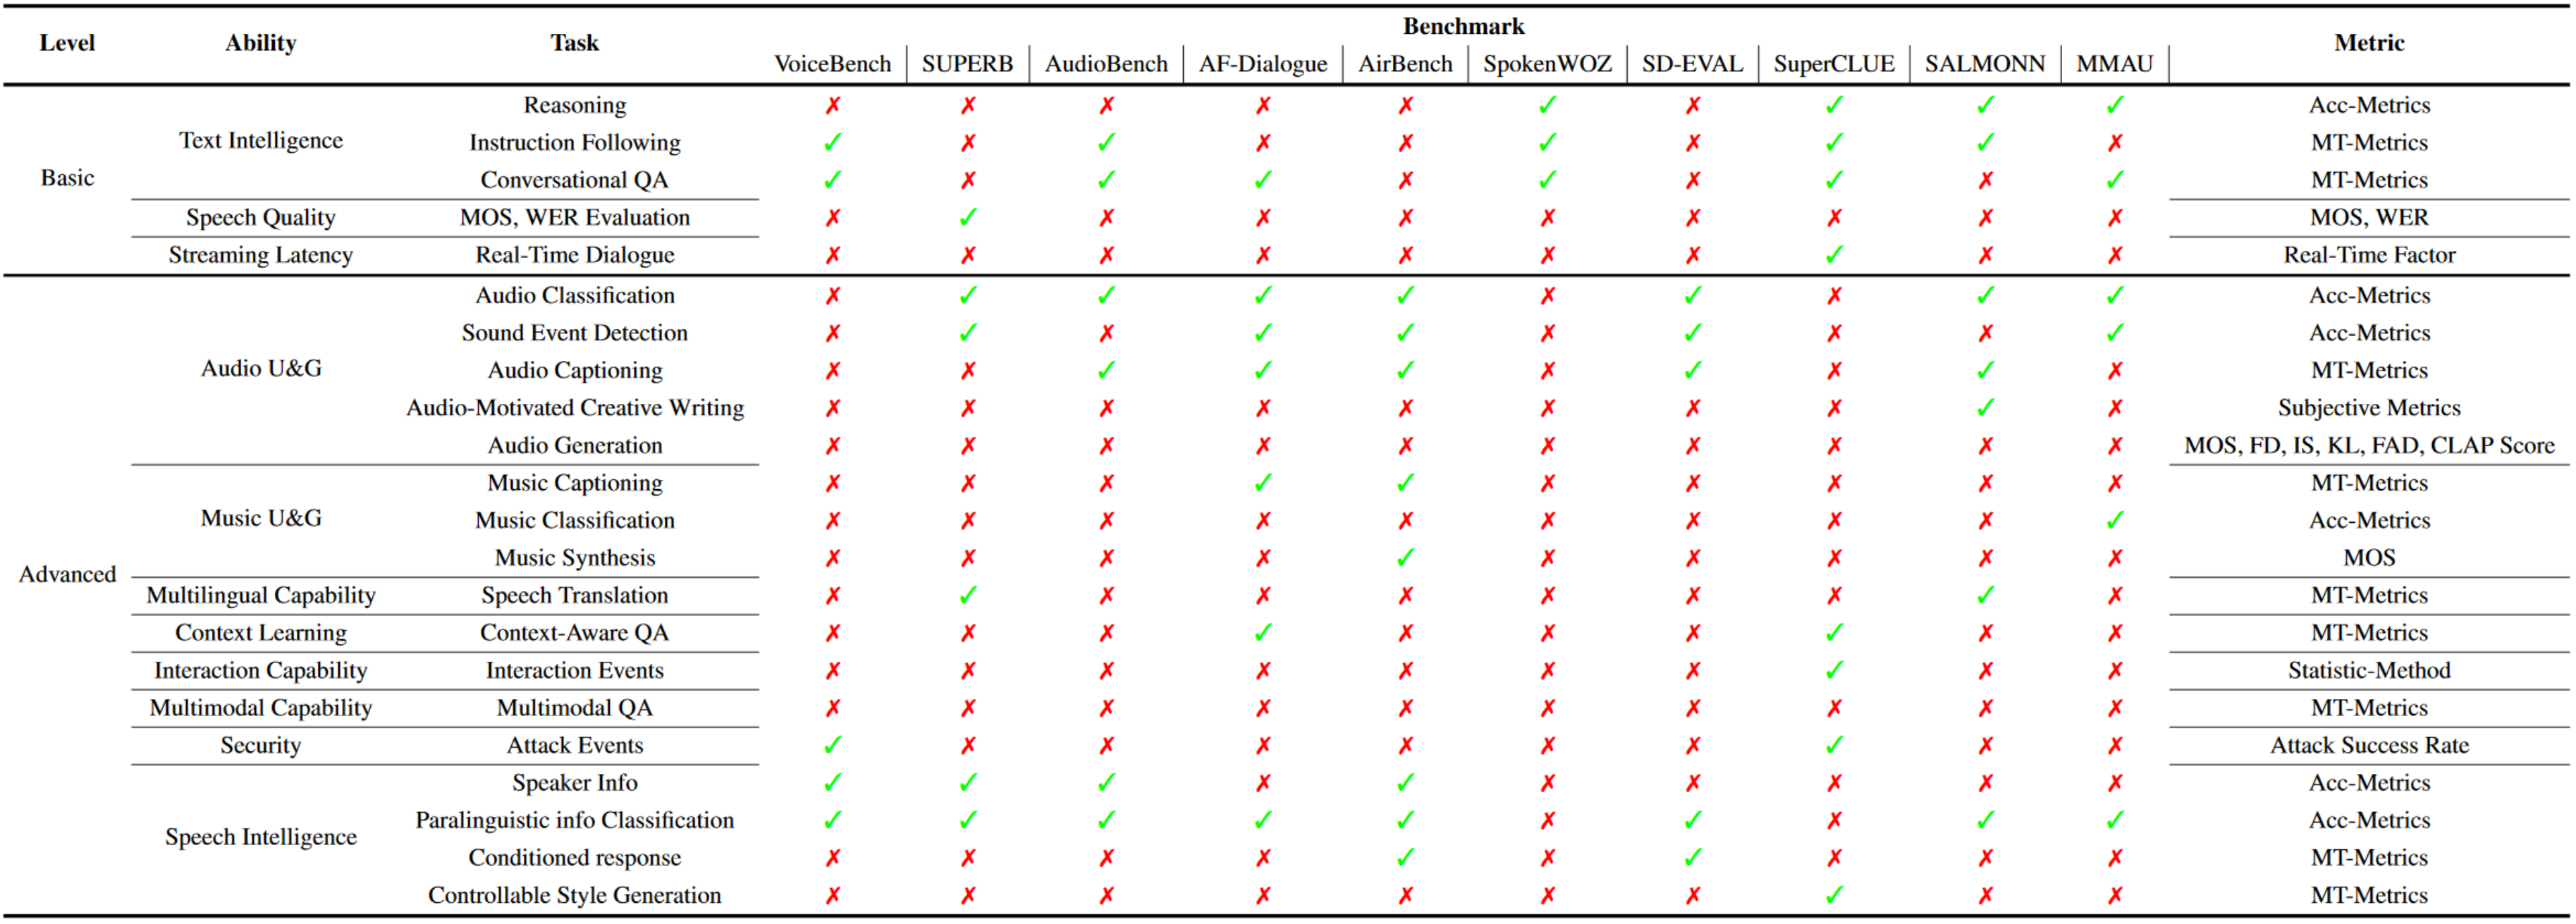 Level Ability Task Benchmark Metric
VoiceBench SUPERB AudioBench AF-Dialogue AirBench SpokenWOZ SD-EVAL SuperCLUE SALMONN MMAU
Basic Text Intelligence Reasoning ✗ ✗ ✗ ✗ ✗ ✓ ✗ ✓ ✓ ✓ Acc-Metrics
Instruction Following ✓ ✗ ✓ ✗ ✗ ✓ ✗ ✓ ✓ ✗ MT-Metrics
Conversational QA ✓ ✗ ✓ ✓ ✗ ✓ ✗ ✓ ✗ ✓ MT-Metrics
Speech Quality MOS, WER Evaluation ✗ ✓ ✗ ✗ ✗ ✗ ✗ ✗ ✗ ✗ MOS, WER
Streaming Latency Real-Time Dialogue ✗ ✗ ✗ ✗ ✗ ✗ ✗ ✓ ✗ ✗ Real-Time Factor
Advanced Audio U&G Audio Classification ✗ ✓ ✓ ✓ ✓ ✗ ✓ ✗ ✓ ✓ Acc-Metrics
Sound Event Detection ✗ ✓ ✗ ✓ ✓ ✗ ✓ ✗ ✗ ✓ Acc-Metrics
Audio Captioning ✗ ✗ ✓ ✓ ✓ ✗ ✓ ✗ ✓ ✗ MT-Metrics
Audio-Motivated Creative Writing ✗ ✗ ✗ ✗ ✗ ✗ ✗ ✗ ✓ ✗ Subjective Metrics
Audio Generation ✗ ✗ ✗ ✗ ✗ ✗ ✗ ✗ ✗ ✗ MOS, FD, IS, KL, FAD, CLAP Score
Music U&G Music Captioning ✗ ✗ ✗ ✓ ✓ ✗ ✗ ✗ ✗ ✗ MT-Metrics
Music Classification ✗ ✗ ✗ ✗ ✗ ✗ ✗ ✗ ✗ ✓ Acc-Metrics
Music Synthesis ✗ ✗ ✗ ✗ ✓ ✗ ✗ ✗ ✗ ✗ MOS
Multilingual Capability Speech Translation ✗ ✓ ✗ ✗ ✗ ✗ ✗ ✗ ✓ ✗ MT-Metrics
Context Learning Context-Aware QA ✗ ✗ ✗ ✓ ✗ ✗ ✗ ✓ ✗ ✗ MT-Metrics
Interaction Capability Interaction Events ✗ ✗ ✗ ✗ ✗ ✗ ✗ ✓ ✗ ✗ Statistic-Method
Multimodal Capability Multimodal QA ✗ ✗ ✗ ✗ ✗ ✗ ✗ ✗ ✗ ✗ MT-Metrics
Security Attack Events ✓ ✗ ✗ ✗ ✗ ✗ ✗ ✓ ✗ ✗ Attack Success Rate
Speech Intelligence Speaker Info ✓ ✓ ✓ ✗ ✓ ✗ ✗ ✗ ✗ ✗ Acc-Metrics
Paralinguistic info Classification ✓ ✓ ✓ ✓ ✓ ✗ ✓ ✗ ✓ ✓ Acc-Metrics
Conditioned response ✗ ✗ ✗ ✗ ✓ ✗ ✓ ✗ ✗ ✗ MT-Metrics
Controllable Style Generation ✗ ✗ ✗ ✗ ✗ ✗ ✗ ✓ ✗ ✗ MT-Metrics